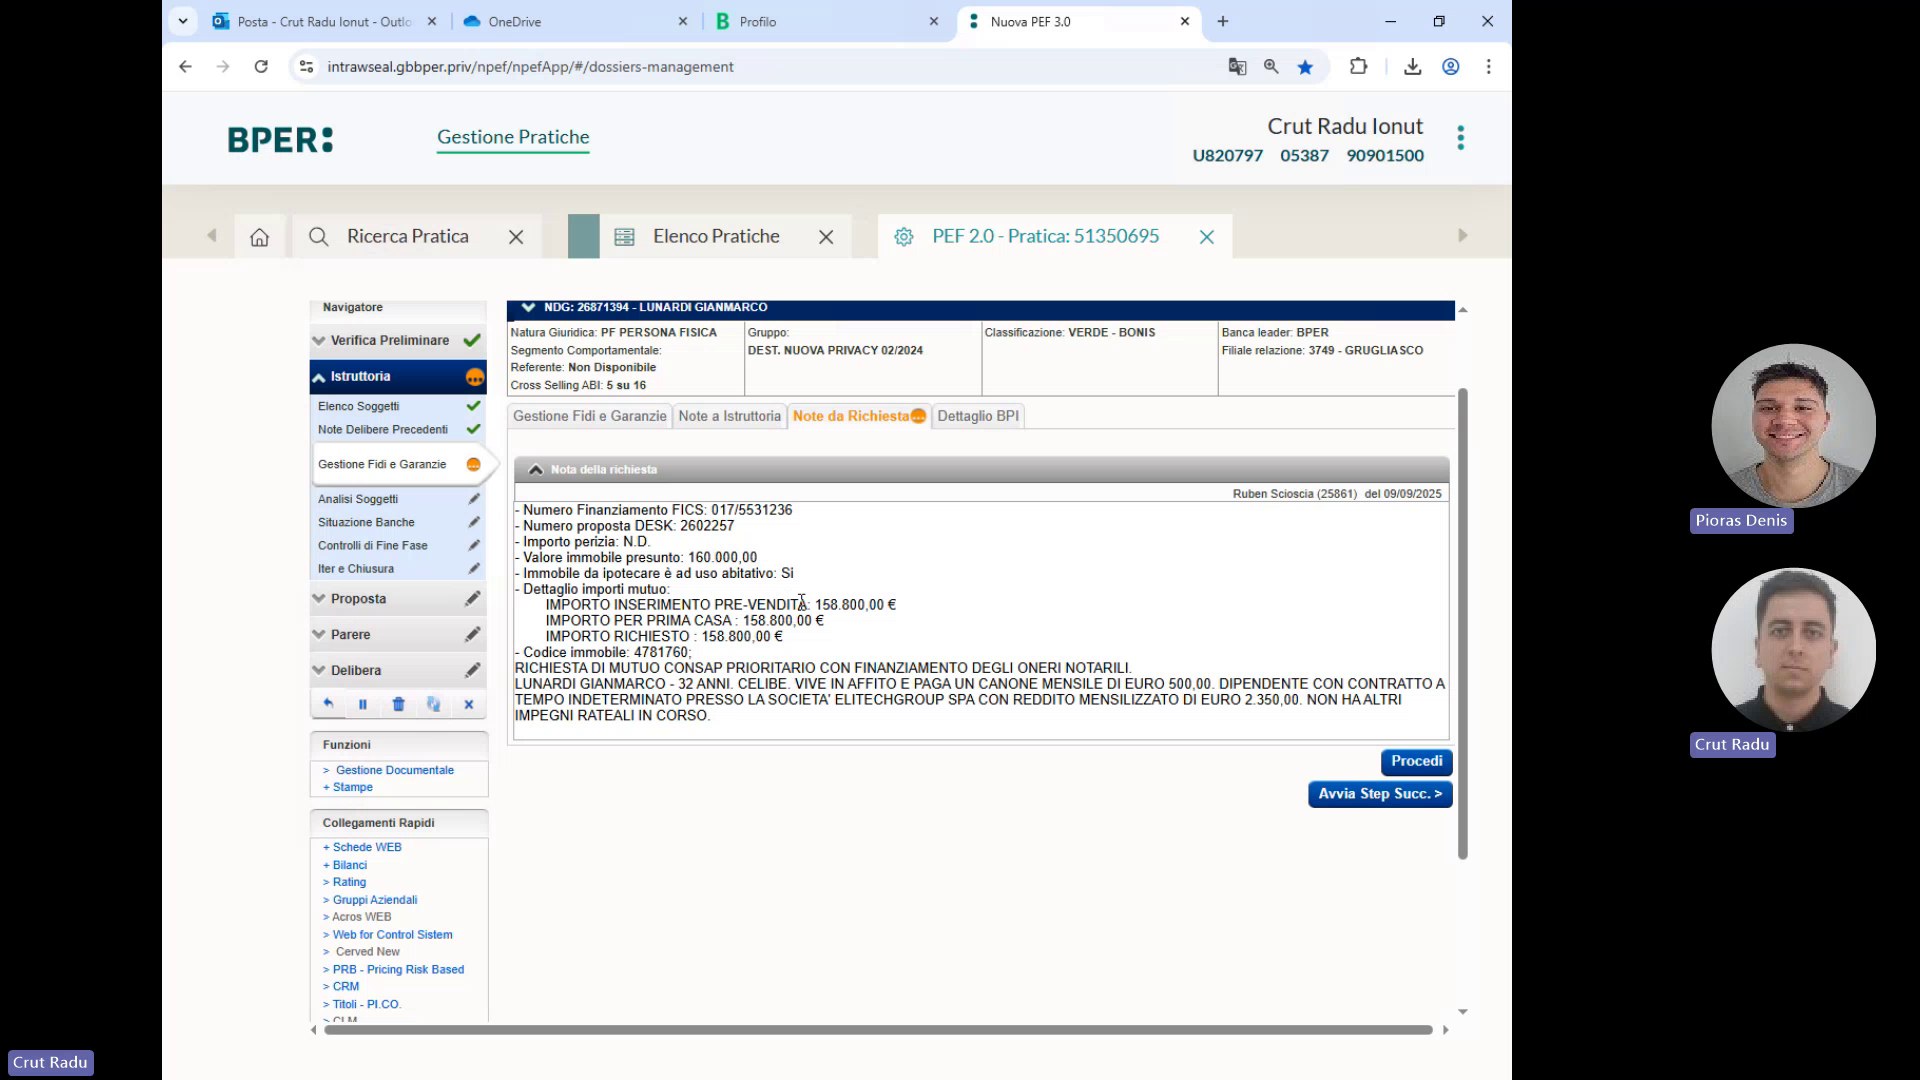 Posta - Crut Radu Ionut - Outlo
OneDrive
Profilo
Nuova PEF 3.0
intrawseal.gbbper.priv/npef/npefApp/#/dossiers-management
BPER:
Gestione Pratiche
Crut Radu Ionut
U820797 05387 90901500
Ricerca Pratica
Elenco Pratiche
PEF 2.0 - Pratica: 51350695
Navigatore
Verifica Preliminare
Istruttoria
Elenco Soggetti
Note Delibere Precedenti
Gestione Fidi e Garanzie
Analisi Soggetti
Situazione Banche
Controlli di Fine Fase
Iter e Chiusura
Proposta
Parere
Delibera
Funzioni
> Gestione Documentale
+ Stampe
Collegamenti Rapidi
+ Schede WEB
+ Bilanci
> Rating
> Gruppi Aziendali
> Acros WEB
> Web for Control Sistem
> Cerved New
> PRB - Pricing Risk Based
> CRM
> Titoli - PI.CO.
> CLM
NDG: 26871394 - LUNARDI GIANMARCO
Natura Giuridica: PF PERSONA FISICA
Segmento Comportamentale:
Referente: Non Disponibile
Cross Selling ABI: 5 su 16
Gruppo:
DEST. NUOVA PRIVACY 02/2024
Classificazione: VERDE - BONIS
Banca leader: BPER
Filiale relazione: 3749 - GRUGLIASCO
Gestione Fidi e Garanzie
Note a Istruttoria
Note da Richiesta
Dettaglio BPI
Nota della richiesta
Ruben Scioscia (25861) del 09/09/2025
- Numero Finanziamento FICS: 017/5531236
- Numero proposta DESK: 2602257
- Importo perizia: N.D.
- Valore immobile presunto: 160.000,00
- Immobile da ipotecare è ad uso abitativo: Si
- Dettaglio importi mutuo:
IMPORTO INSERIMENTO PRE-VENDITA: 158.800,00 €
IMPORTO PER PRIMA CASA : 158.800,00 €
IMPORTO RICHIESTO : 158.800,00 €
- Codice immobile: 4781760;
RICHIESTA DI MUTUO CONSAP PRIORITARIO CON FINANZIAMENTO DEGLI ONERI NOTARILI.
LUNARDI GIANMARCO - 32 ANNI. CELIBE. VIVE IN AFFITO E PAGA UN CANONE MENSILE DI EURO 500,00. DIPENDENTE CON CONTRATTO A
TEMPO INDETERMINATO PRESSO LA SOCIETA' ELITECHGROUP SPA CON REDDITO MENSILIZZATO DI EURO 2.350,00. NON HA ALTRI
IMPEGNI RATEALI IN CORSO.
Procedi
Avvia Step Succ. >
Pioras Denis
Crut Radu
Crut Radu